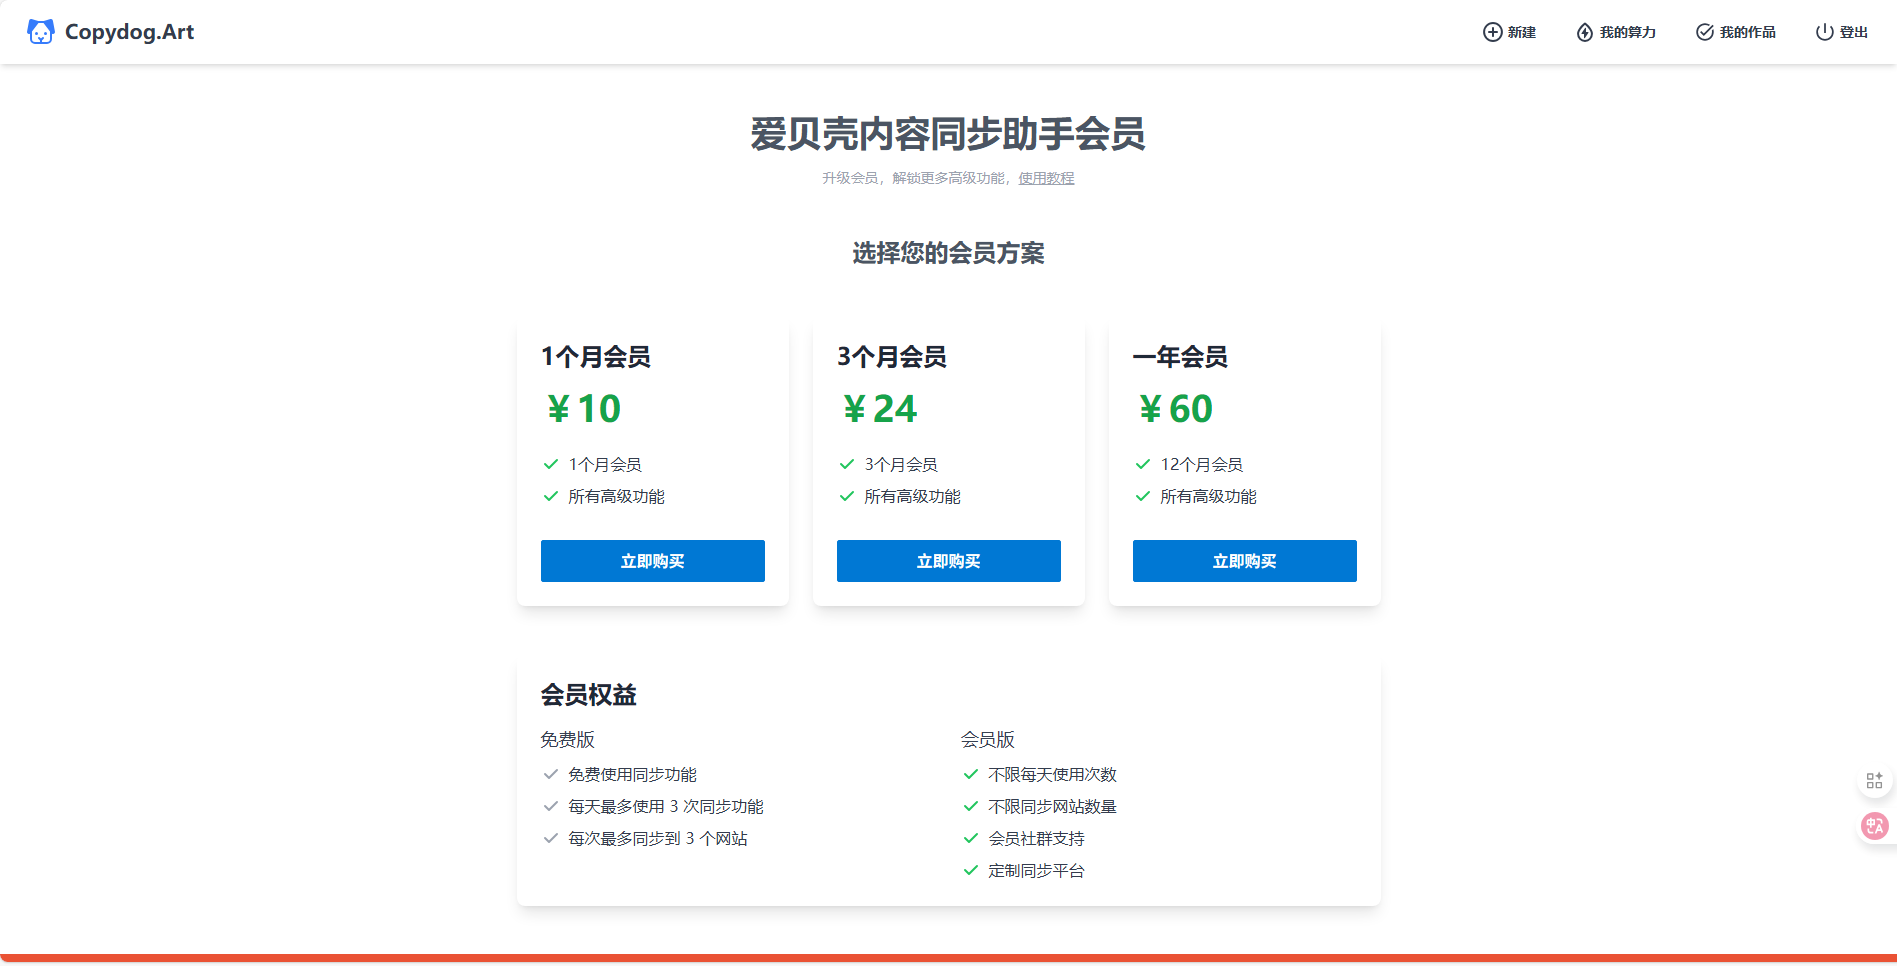 Copydog.Art
新建
我的算力
我的作品
登出
爱贝壳内容同步助手会员
升级会员，解锁更多高级功能，使用教程
选择您的会员方案
1个月会员
¥10
1个月会员
所有高级功能
立即购买
3个月会员
¥24
3个月会员
所有高级功能
立即购买
一年会员
¥60
12个月会员
所有高级功能
立即购买
会员权益
免费版
免费使用同步功能
每天最多使用 3 次同步功能
每次最多同步到 3 个网站
会员版
不限每天使用次数
不限同步网站数量
会员社群支持
定制同步平台
中A